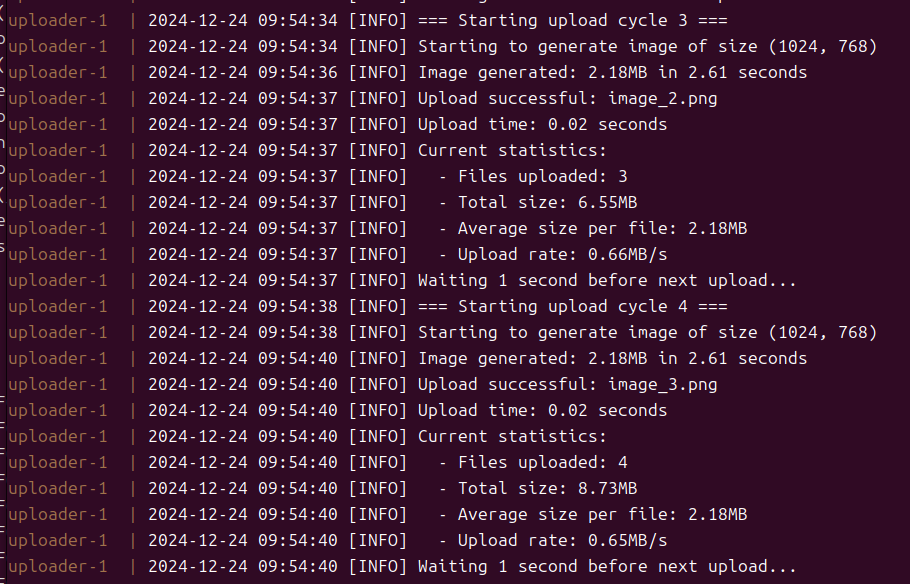 uploader-1  | 2024-12-24 09:54:34 [INFO] === Starting upload cycle 3 ===
uploader-1  | 2024-12-24 09:54:34 [INFO] Starting to generate image of size (1024, 768)
uploader-1  | 2024-12-24 09:54:36 [INFO] Image generated: 2.18MB in 2.61 seconds
uploader-1  | 2024-12-24 09:54:37 [INFO] Upload successful: image_2.png
uploader-1  | 2024-12-24 09:54:37 [INFO] Upload time: 0.02 seconds
uploader-1  | 2024-12-24 09:54:37 [INFO] Current statistics:
uploader-1  | 2024-12-24 09:54:37 [INFO]   - Files uploaded: 3
uploader-1  | 2024-12-24 09:54:37 [INFO]   - Total size: 6.55MB
uploader-1  | 2024-12-24 09:54:37 [INFO]   - Average size per file: 2.18MB
uploader-1  | 2024-12-24 09:54:37 [INFO]   - Upload rate: 0.66MB/s
uploader-1  | 2024-12-24 09:54:37 [INFO] Waiting 1 second before next upload...
uploader-1  | 2024-12-24 09:54:38 [INFO] === Starting upload cycle 4 ===
uploader-1  | 2024-12-24 09:54:38 [INFO] Starting to generate image of size (1024, 768)
uploader-1  | 2024-12-24 09:54:40 [INFO] Image generated: 2.18MB in 2.61 seconds
uploader-1  | 2024-12-24 09:54:40 [INFO] Upload successful: image_3.png
uploader-1  | 2024-12-24 09:54:40 [INFO] Upload time: 0.02 seconds
uploader-1  | 2024-12-24 09:54:40 [INFO] Current statistics:
uploader-1  | 2024-12-24 09:54:40 [INFO]   - Files uploaded: 4
uploader-1  | 2024-12-24 09:54:40 [INFO]   - Total size: 8.73MB
uploader-1  | 2024-12-24 09:54:40 [INFO]   - Average size per file: 2.18MB
uploader-1  | 2024-12-24 09:54:40 [INFO]   - Upload rate: 0.65MB/s
uploader-1  | 2024-12-24 09:54:40 [INFO] Waiting 1 second before next upload...